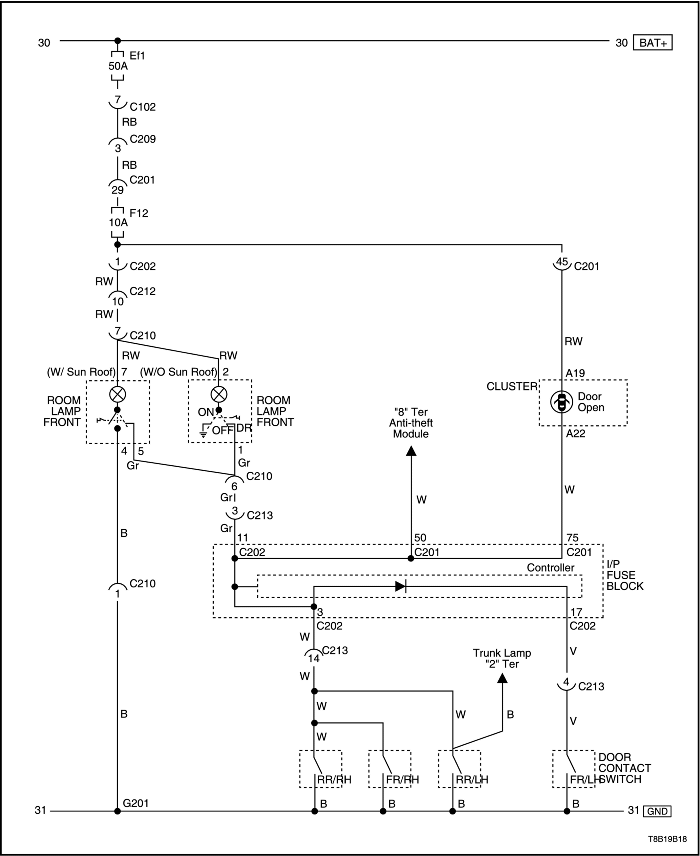 30
30 BAT+
Ef1
50A
7
C102
RB
C209
3
RB
C201
29
F12
10A
1
C202
45
C201
RW
C212
10
RW
7
C210
RW
RW
RW
(W/ Sun Roof) 7
(W/O Sun Roof) 2
A19
CLUSTER
ROOM
LAMP
FRONT
ON
OFF
DR
ROOM
LAMP
FRONT
Door
Open
"8" Ter
Anti-theft
Module
A22
4
5
Gr
1
Gr
C210
6
Gr
3
C213
Gr
W
W
B
11
C202
50
C201
75
C201
Controller
I/P
FUSE
BLOCK
C210
1
3
C202
17
C202
W
C213
14
W
Trunk Lamp
"2" Ter
V
4
C213
B
W
W
W
B
V
RR/RH
FR/RH
RR/LH
FR/LH
DOOR
CONTACT
SWITCH
G201
B
B
B
B
31
31 GND
T8B19B18